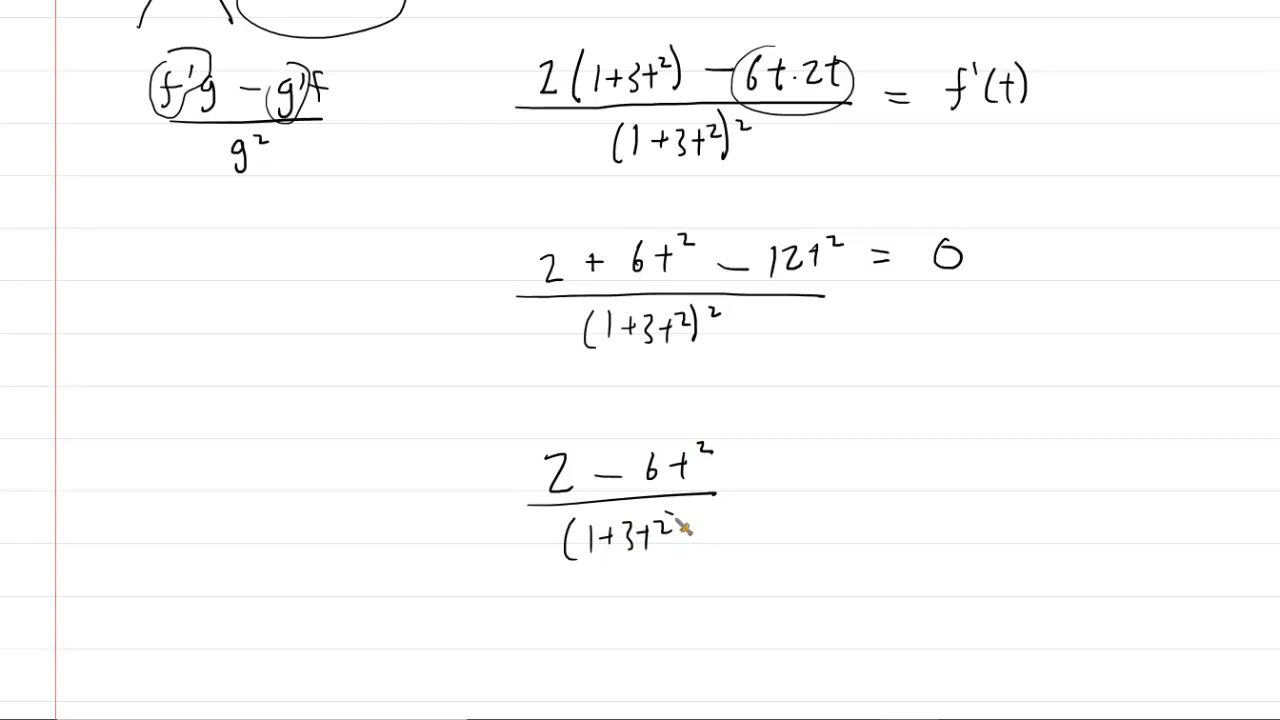 f'g - g'f / g²
2(1+3t²) - 6t·2t / (1+3t²)² = f'(t)
2 + 6t² - 12t² / (1+3t²)² = 0
2 - 6t² / (1+3t²